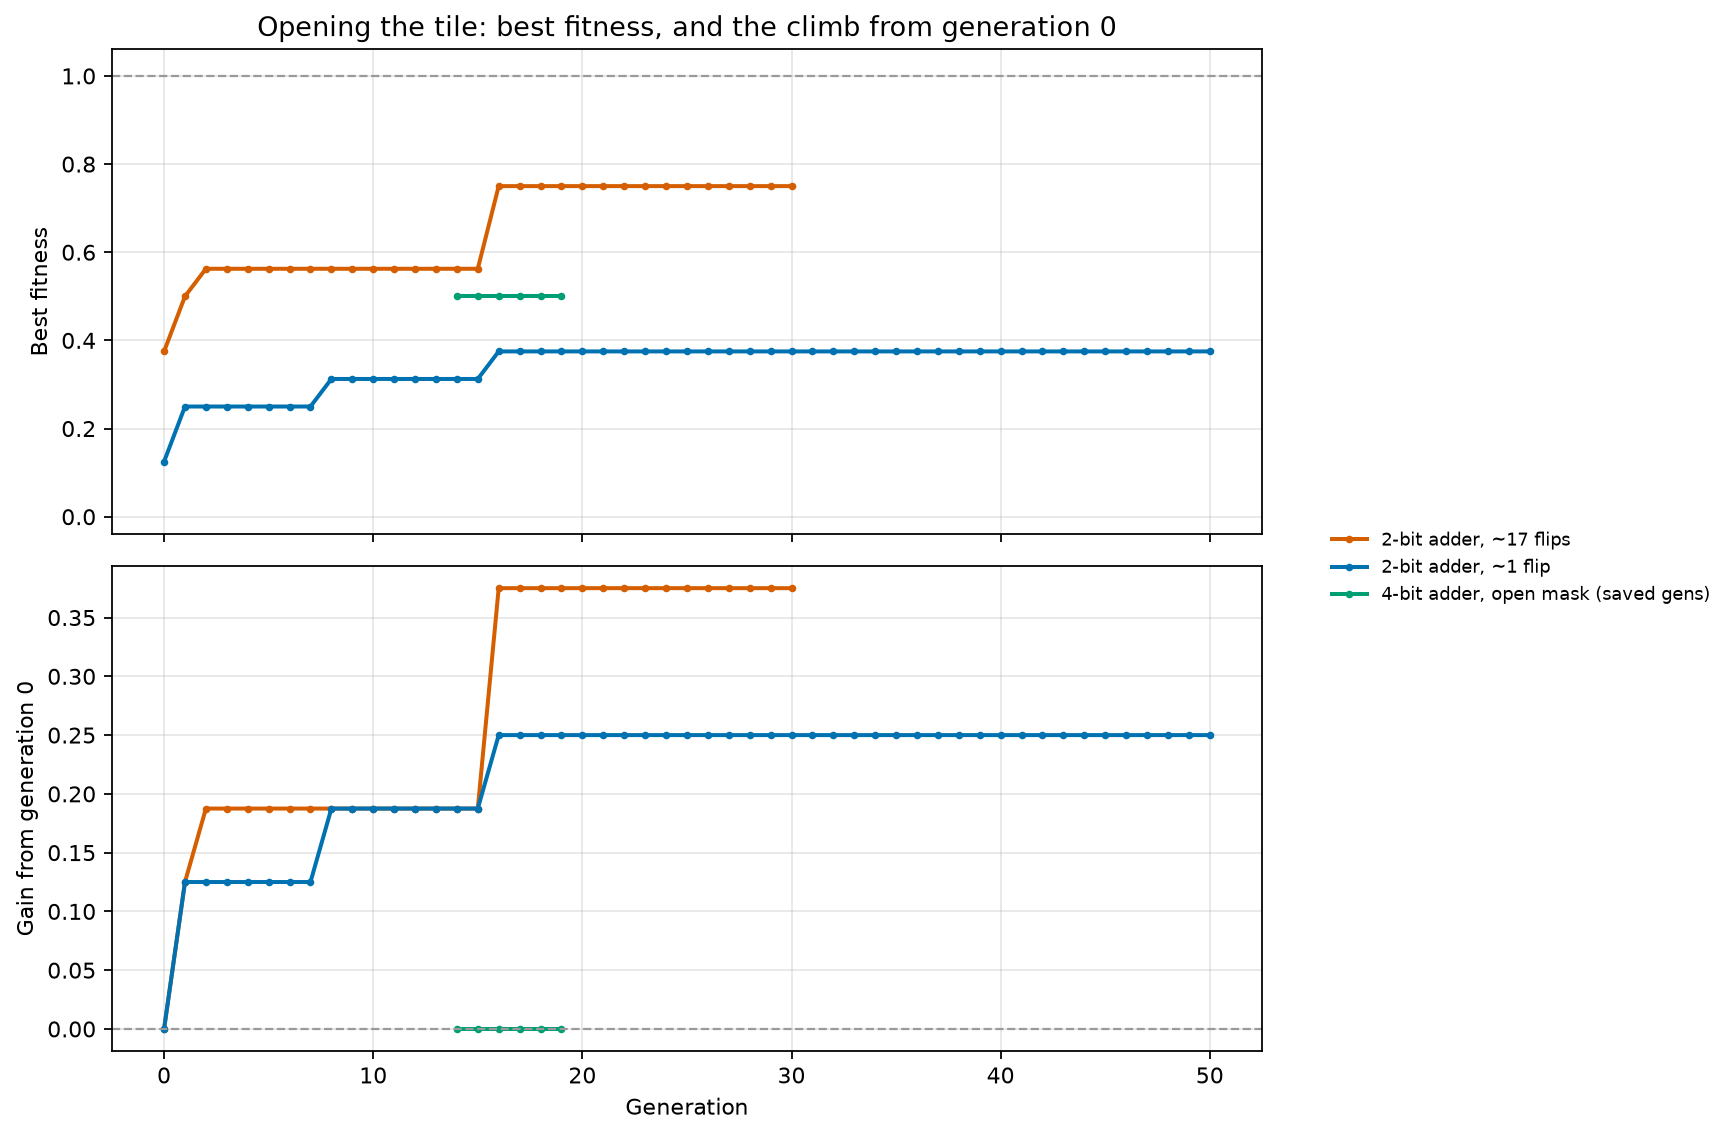 Opening the tile: best fitness, and the climb from generation 0
1.0
0.8
0.6
0.4
0.2
0.0
Best fitness
2-bit adder, ~17 flips
2-bit adder, ~1 flip
4-bit adder, open mask (saved gens)
0.35
0.30
0.25
0.20
0.15
0.10
0.05
0.00
Gain from generation 0
0 10 20 30 40 50
Generation